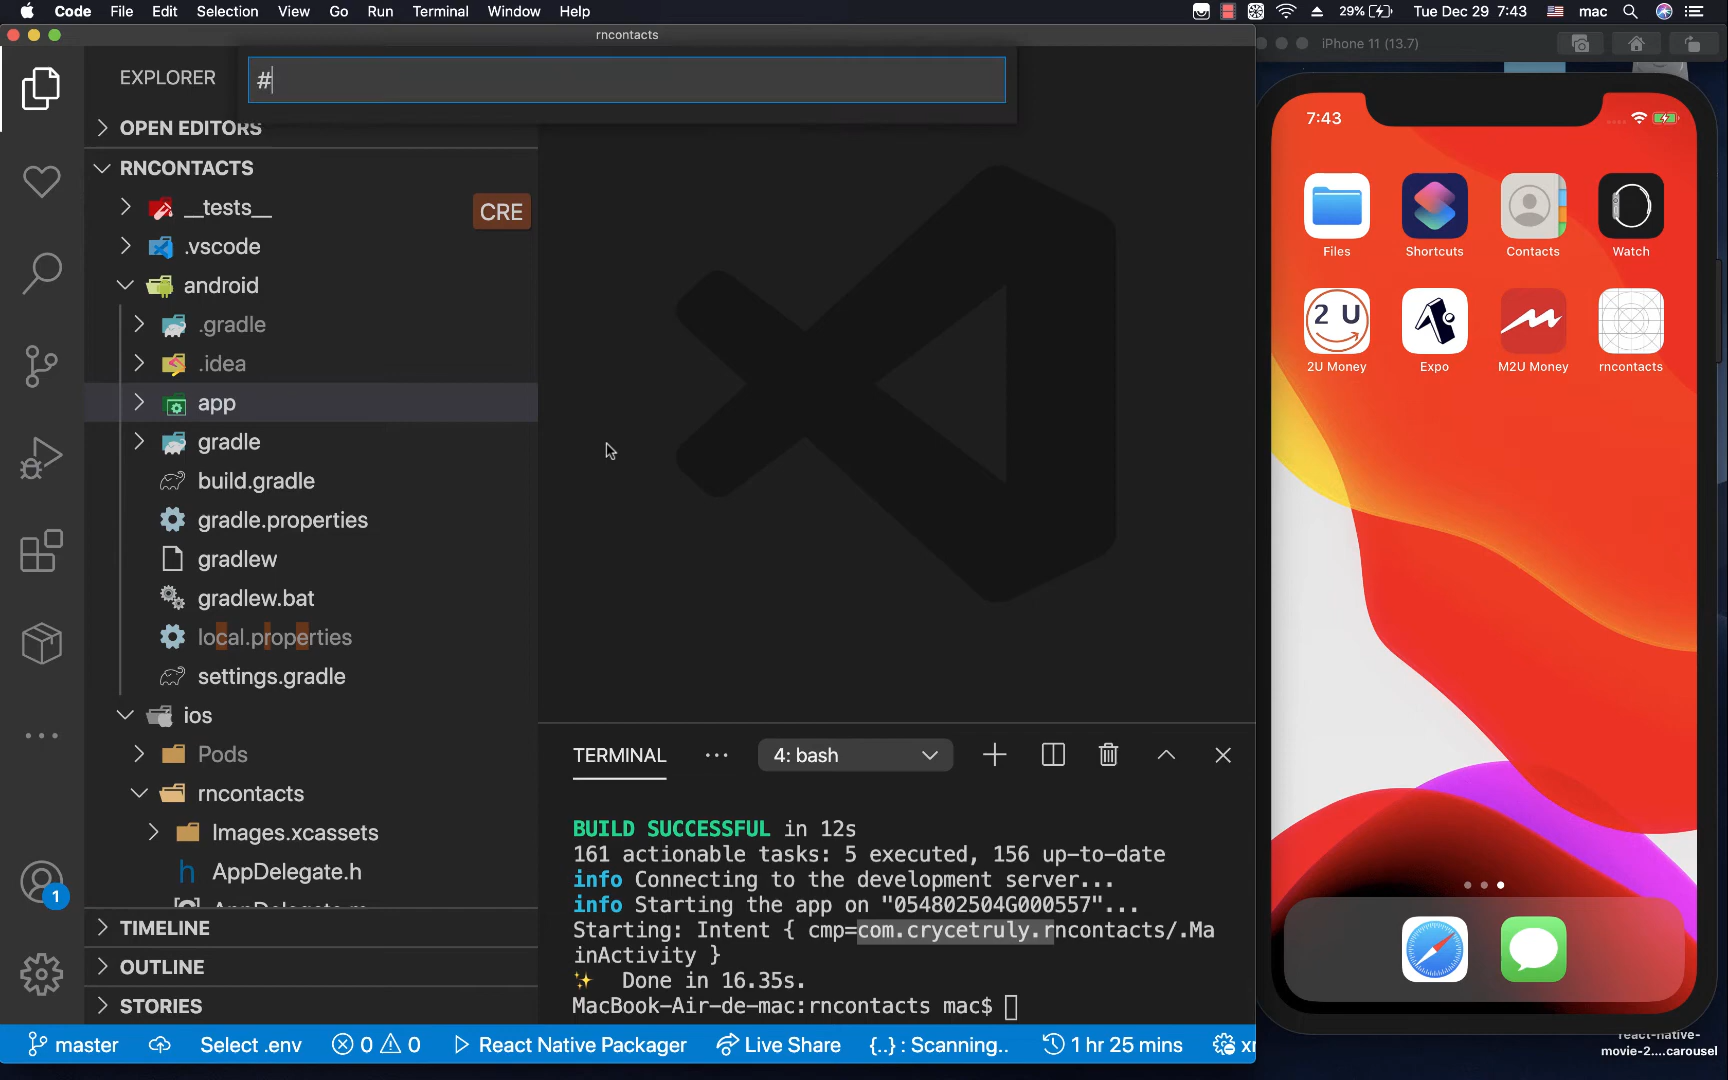 Code File Edit Selection View Go Run Terminal Window Help 29% Tue Dec 29 7:43 mac
rncontacts
iPhone 11 (13.7)
EXPLORER
#
OPEN EDITORS
RNCONTACTS
__tests__
CRE
.vscode
android
.gradle
.idea
app
gradle
build.gradle
gradle.properties
gradlew
gradlew.bat
local.properties
settings.gradle
ios
Pods
rncontacts
Images.xcassets
AppDelegate.h
TIMELINE
OUTLINE
STORIES
1
TERMINAL ··· 4: bash
BUILD SUCCESSFUL in 12s
161 actionable tasks: 5 executed, 156 up-to-date
info Connecting to the development server...
info Starting the app on "054802504G000557"...
Starting: Intent { cmp=com.crycetruly.rncontacts/.Ma
inActivity }
✨ Done in 16.35s.
MacBook-Air-de-mac:rncontacts mac$
master Select .env 0 0 React Native Packager Live Share {..} : Scanning.. 1 hr 25 mins
7:43
Files Shortcuts Contacts Watch
2 U
2U Money Expo M2U Money rncontacts
react-native-
movie-2....carousel